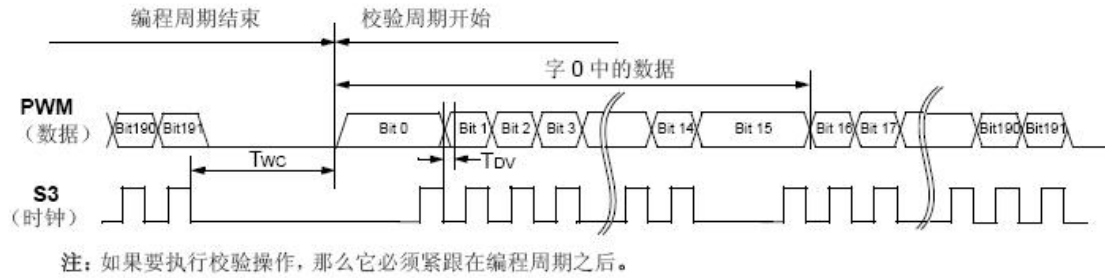 编程周期结束 校验周期开始
字 0 中的数据
PWM
（数据）
Bit190 Bit191 Bit 0 Bit 1 Bit 2 Bit 3 Bit 14 Bit 15 Bit 16 Bit 17 Bit190 Bit191
TWC TDV
S3
（时钟）
注：如果要执行校验操作，那么它必须紧跟在编程周期之后。